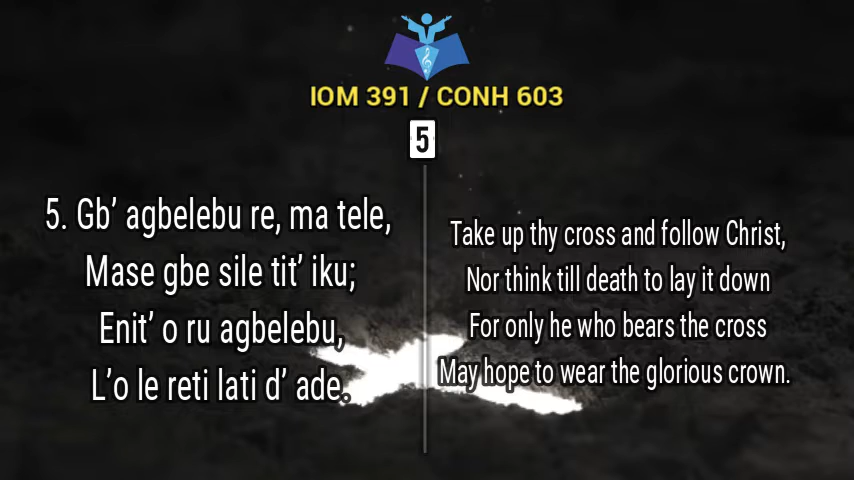 IOM 391 / CONH 603
5
5. Gb’ agbelebu re, ma tele,
Mase gbe sile tit’ iku;
Enit’ o ru agbelebu,
L’o le reti lati d’ ade.
Take up thy cross and follow Christ,
Nor think till death to lay it down
For only he who bears the cross
May hope to wear the glorious crown.